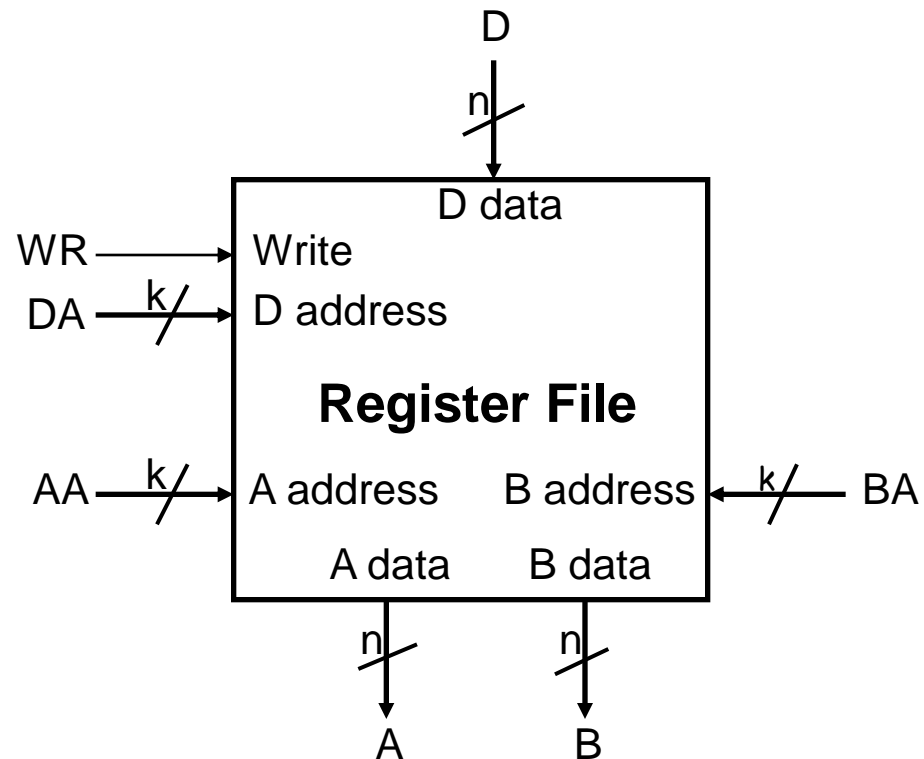 D
n
D data
WR
Write
k
DA
D address
Register File
k
AA
A address
B address
k
BA
A data
B data
n
n
A
B